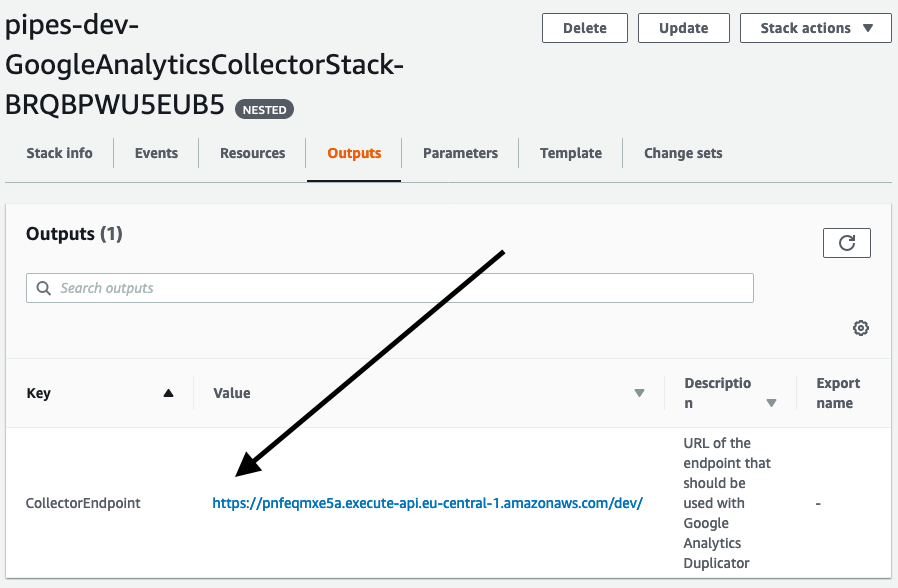 pipes-dev-
GoogleAnalyticsCollectorStack-
BRQBPWU5EUB5 NESTED
Delete Update Stack actions
Stack info Events Resources Outputs Parameters Template Change sets
Outputs (1)
Search outputs
Key Value Descriptio
n Export
name
CollectorEndpoint https://pnfeqmxe5a.execute-api.eu-central-1.amazonaws.com/dev/
URL of the
endpoint that
should be
used with
Google
Analytics
Duplicator
-